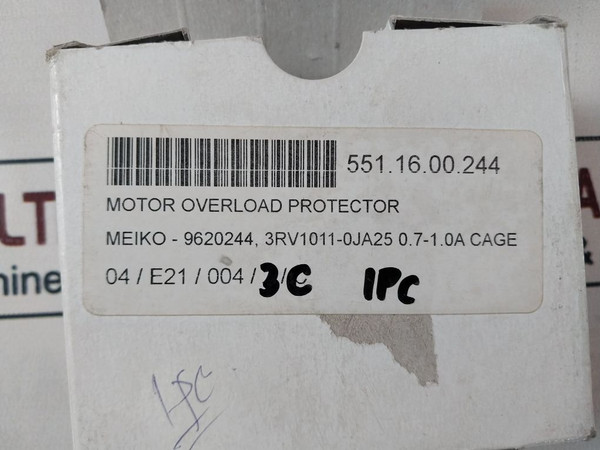 551.16.00.244
MOTOR OVERLOAD PROTECTOR
MEIKO - 9620244, 3RV1011-0JA25 0.7-1.0A CAGE
04 / E21 / 004 / 3C 1PC
1pc
LT
A
hine
&